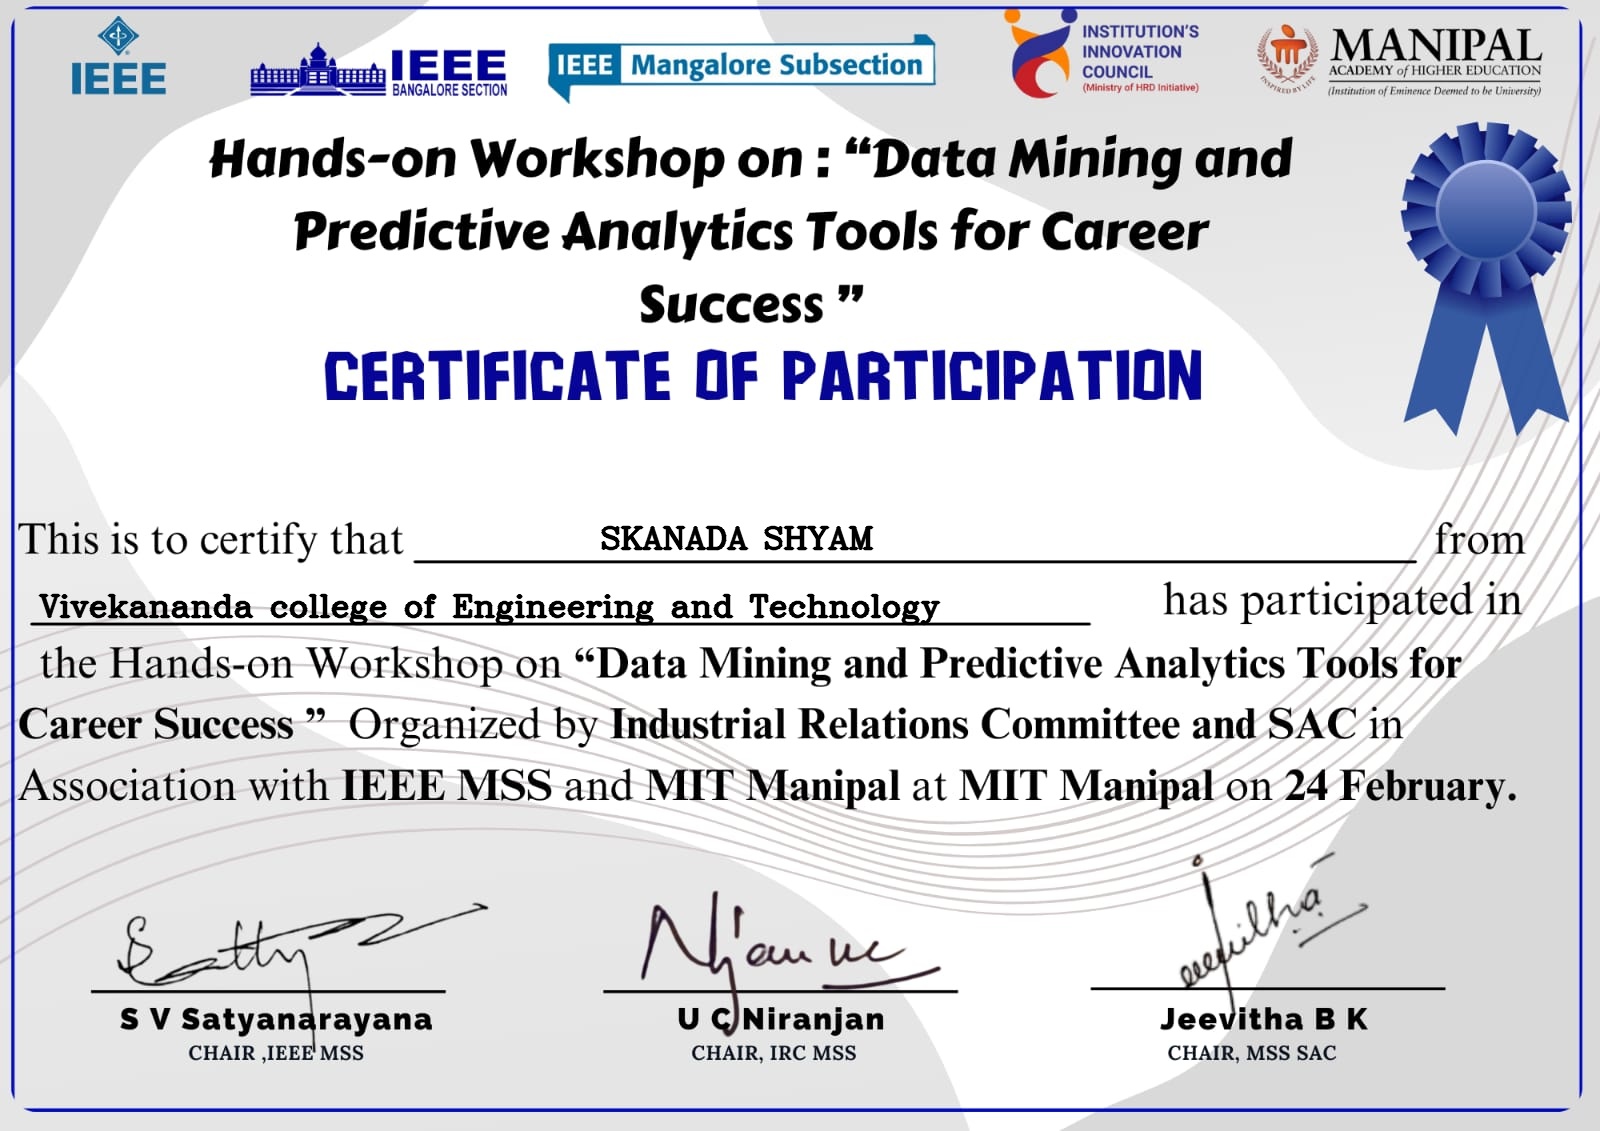 IEEE
IEEE
BANGALORE SECTION
IEEE Mangalore Subsection
INSTITUTION'S
INNOVATION
COUNCIL
(Ministry of HRD Initiative)
INSPIRED BY LIFE
MANIPAL
ACADEMY of HIGHER EDUCATION
(Institution of Eminence Deemed to be University)
Hands-on Workshop on : “Data Mining and
Predictive Analytics Tools for Career
Success ”
CERTIFICATE OF PARTICIPATION
This is to certify that SKANADA SHYAM from
Vivekananda college of Engineering and Technology has participated in
the Hands-on Workshop on “Data Mining and Predictive Analytics Tools for
Career Success ” Organized by Industrial Relations Committee and SAC in
Association with IEEE MSS and MIT Manipal at MIT Manipal on 24 February.
S V Satyanarayana
CHAIR ,IEEE MSS
U C Niranjan
CHAIR, IRC MSS
Jeevitha B K
CHAIR, MSS SAC